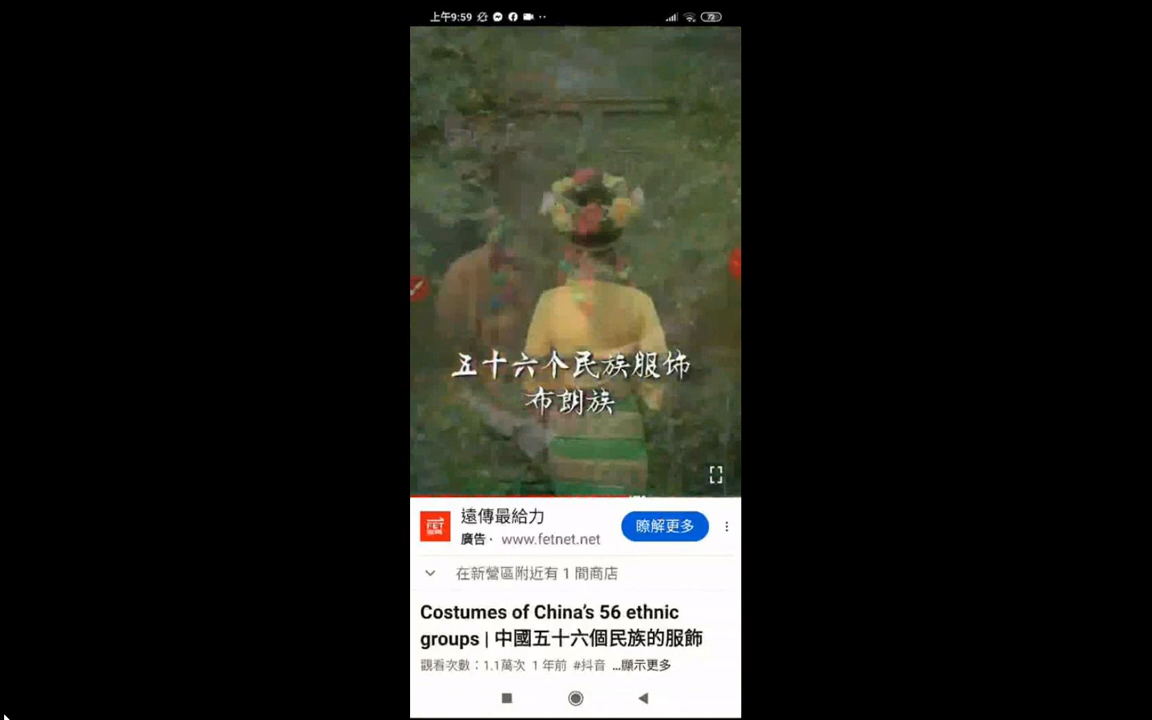 上午9:59
72
五十六个民族服饰
布朗族
遠傳最給力
FET
廣告 · www.fetnet.net
瞭解更多
在新營區附近有 1 間商店
Costumes of China's 56 ethnic
groups | 中國五十六個民族的服飾
觀看次數：1.1萬次 1 年前 #抖音 ...顯示更多